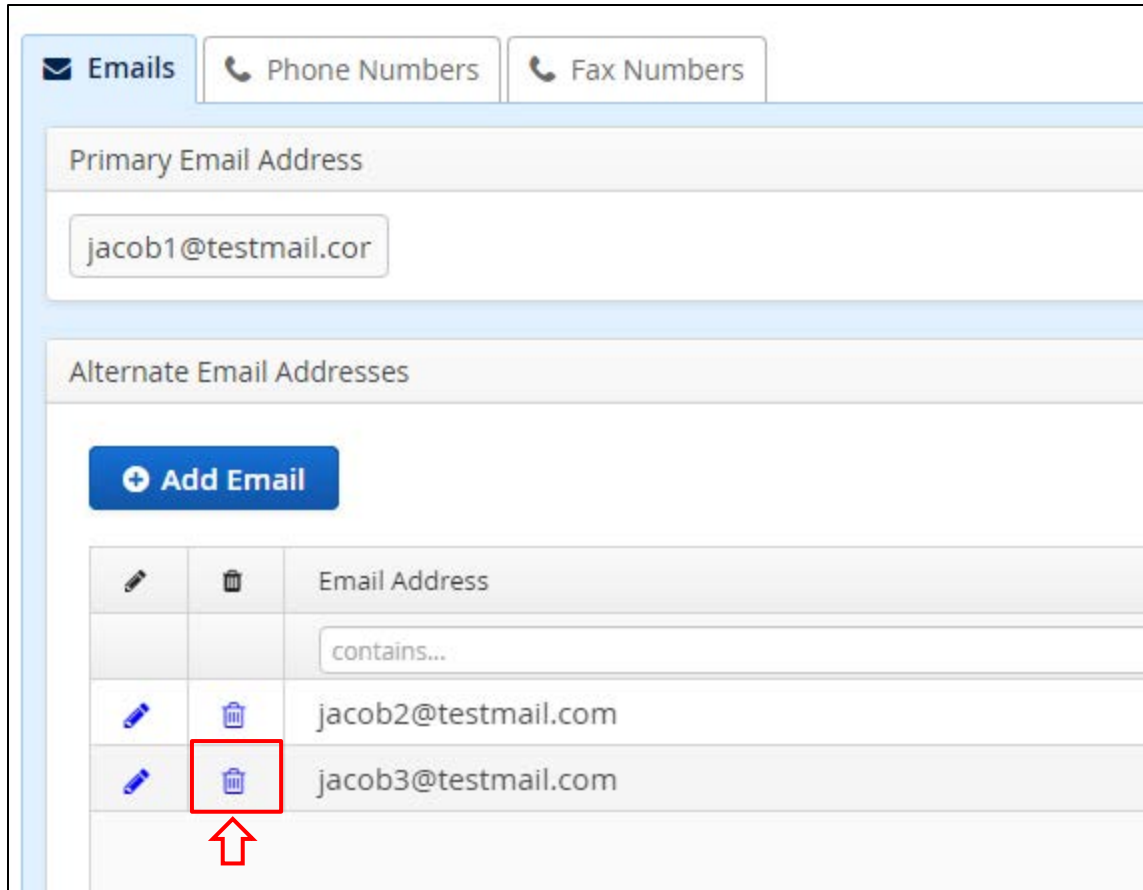 Emails Phone Numbers Fax Numbers
Primary Email Address
jacob1@testmail.cor
Alternate Email Addresses
Add Email
Email Address
contains...
jacob2@testmail.com
jacob3@testmail.com